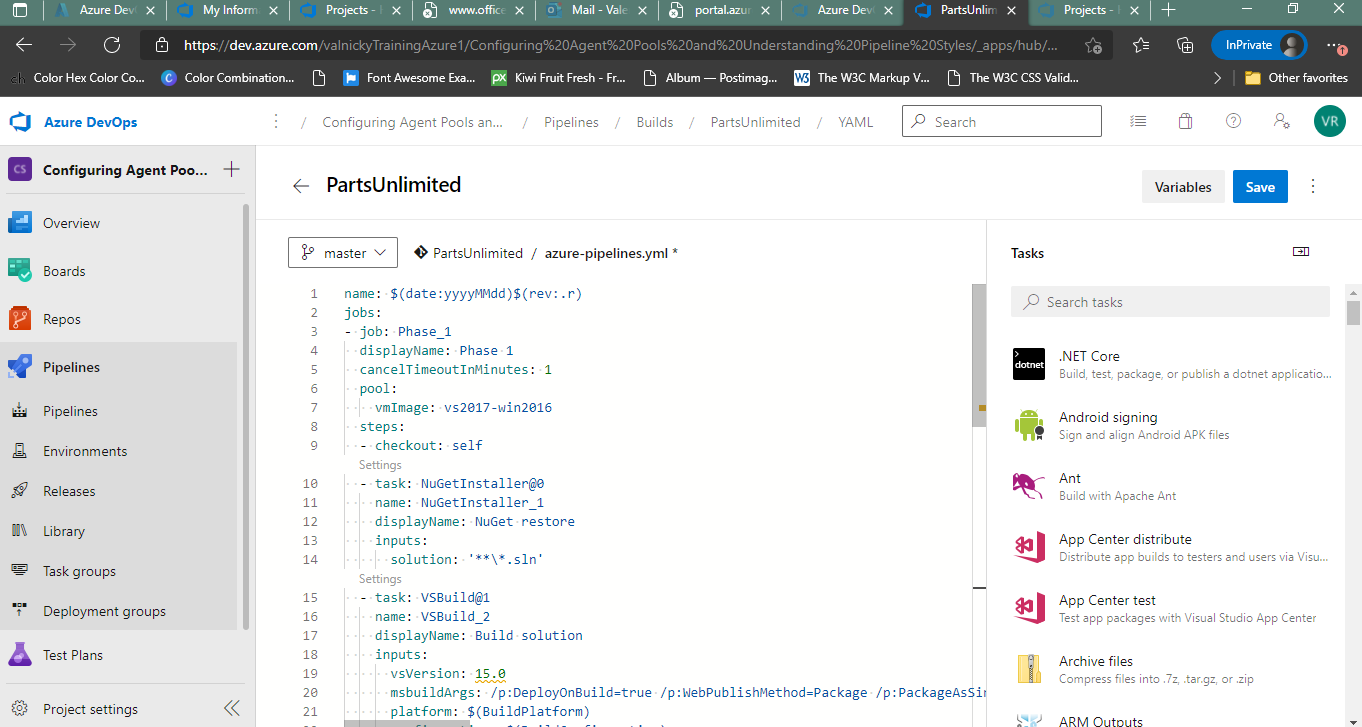 Azure Dev
My Inform
Projects -
www.office
Mail - Vale
portal.azur
Azure Dev
PartsUnlim
Projects -
https://dev.azure.com/valnickyTrainingAzure1/Configuring%20Agent%20Pools%20and%20Understanding%20Pipeline%20Styles/_apps/hub/...
InPrivate
Color Hex Color Co...
Color Combination...
Font Awesome Exa...
Kiwi Fruit Fresh - Fr...
Album — Postimag...
The W3C Markup V...
The W3C CSS Valid...
Other favorites
Azure DevOps
/ Configuring Agent Pools an... / Pipelines / Builds / PartsUnlimited / YAML
Search
VR
CS
Configuring Agent Poo...
Overview
Boards
Repos
Pipelines
Pipelines
Environments
Releases
Library
Task groups
Deployment groups
Test Plans
Project settings
PartsUnlimited
Variables
Save
master
PartsUnlimited / azure-pipelines.yml *
1 name: $(date:yyyyMMdd)$(rev:.r)
2 jobs:
3 - job: Phase_1
4 displayName: Phase 1
5 cancelTimeoutInMinutes: 1
6 pool:
7 vmImage: vs2017-win2016
8 steps:
9 - checkout: self
Settings
10 - task: NuGetInstaller@0
11 name: NuGetInstaller_1
12 displayName: NuGet restore
13 inputs:
14 solution: '**\*.sln'
Settings
15 - task: VSBuild@1
16 name: VSBuild_2
17 displayName: Build solution
18 inputs:
19 vsVersion: 15.0
20 msbuildArgs: /p:DeployOnBuild=true /p:WebPublishMethod=Package /p:PackageAsSin
21 platform: $(BuildPlatform)
Tasks
Search tasks
dotnet
.NET Core
Build, test, package, or publish a dotnet applicatio...
Android signing
Sign and align Android APK files
Ant
Build with Apache Ant
App Center distribute
Distribute app builds to testers and users via Visu...
App Center test
Test app packages with Visual Studio App Center
Archive files
Compress files into .7z, .tar.gz, or .zip
ARM Outputs